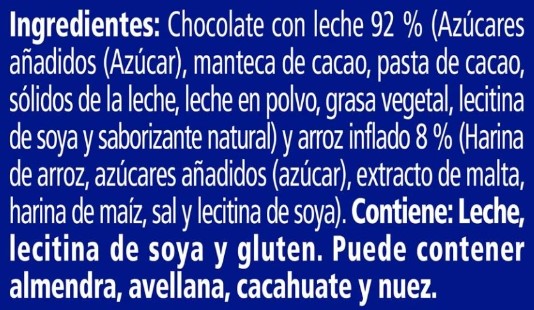 Ingredientes: Chocolate con leche 92 % (Azúcares
añadidos (Azúcar), manteca de cacao, pasta de cacao,
sólidos de la leche, leche en polvo, grasa vegetal, lecitina
de soya y saborizante natural) y arroz inflado 8 % (Harina
de arroz, azúcares añadidos (azúcar), extracto de malta,
harina de maíz, sal y lecitina de soya). Contiene: Leche,
lecitina de soya y gluten. Puede contener
almendra, avellana, cacahuate y nuez.